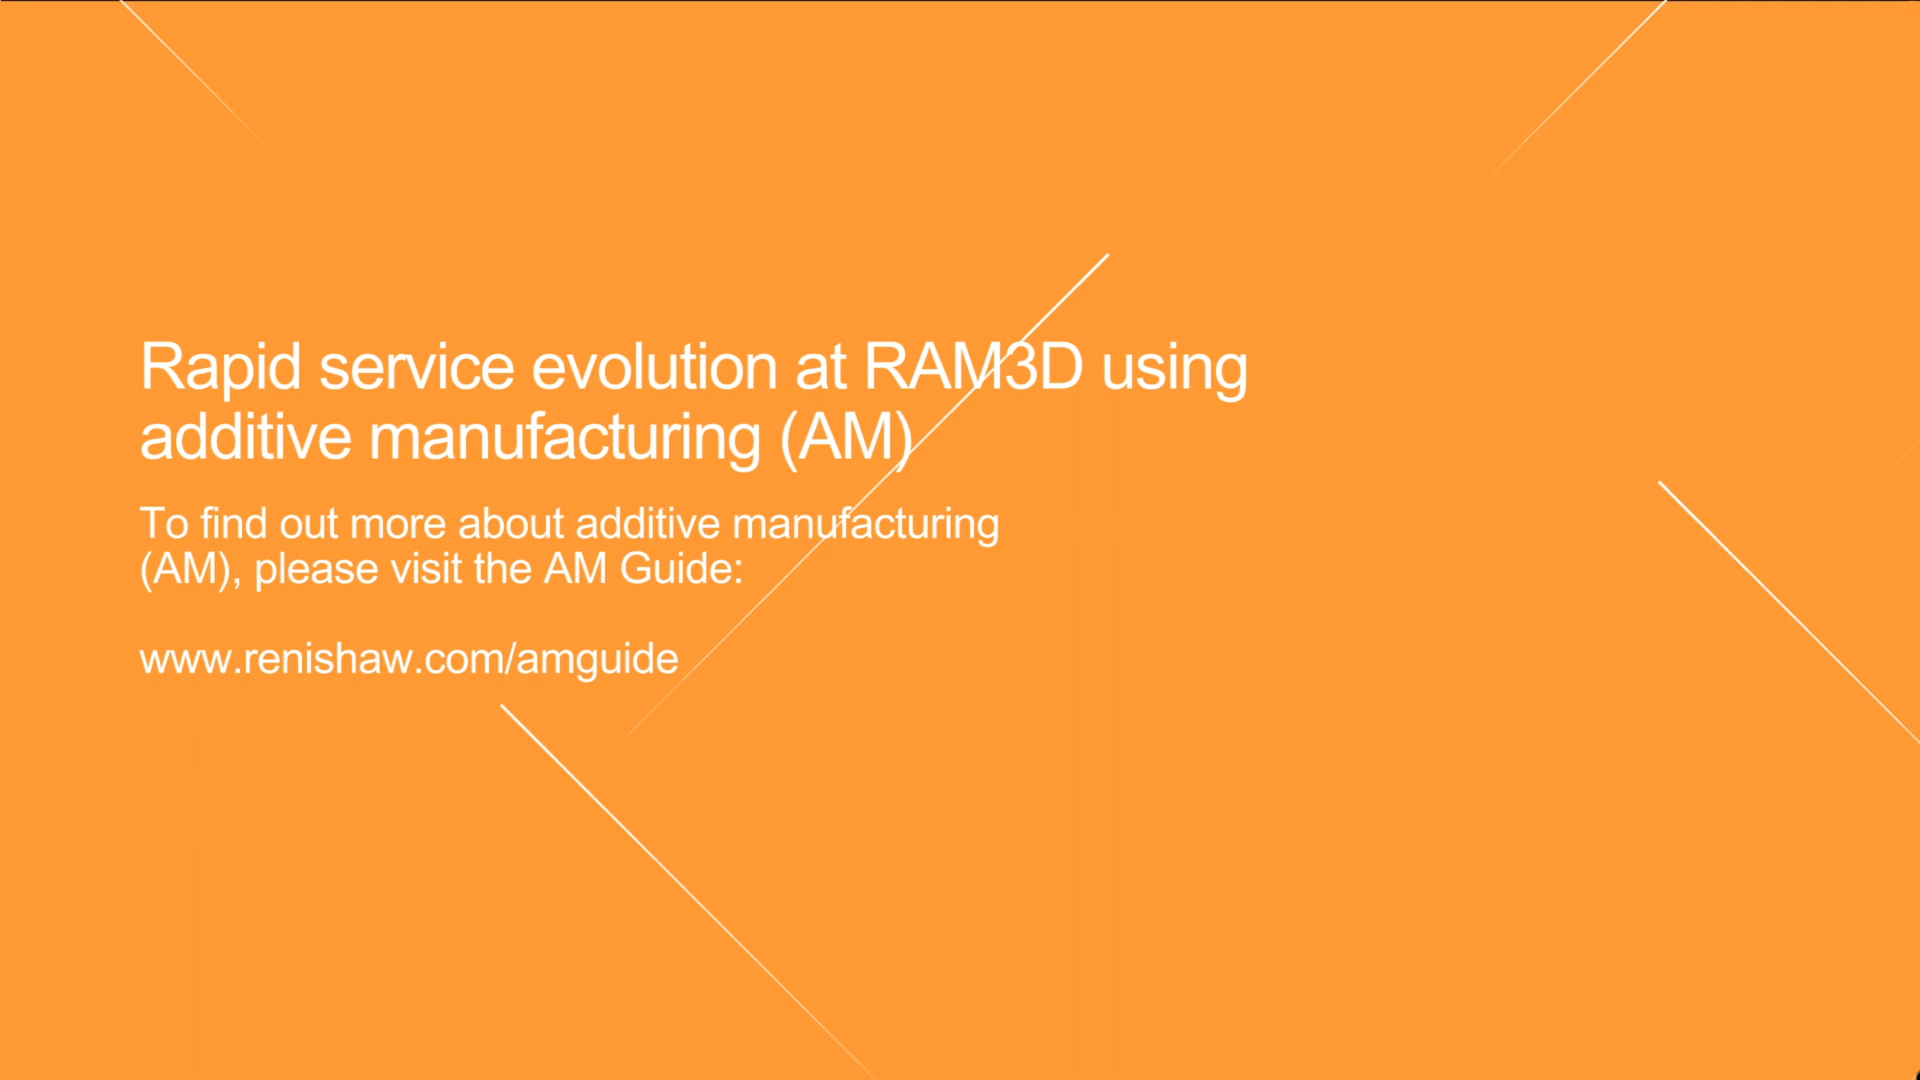 Rapid service evolution at RAM3D using
additive manufacturing (AM)
To find out more about additive manufacturing
(AM), please visit the AM Guide:
www.renishaw.com/amguide